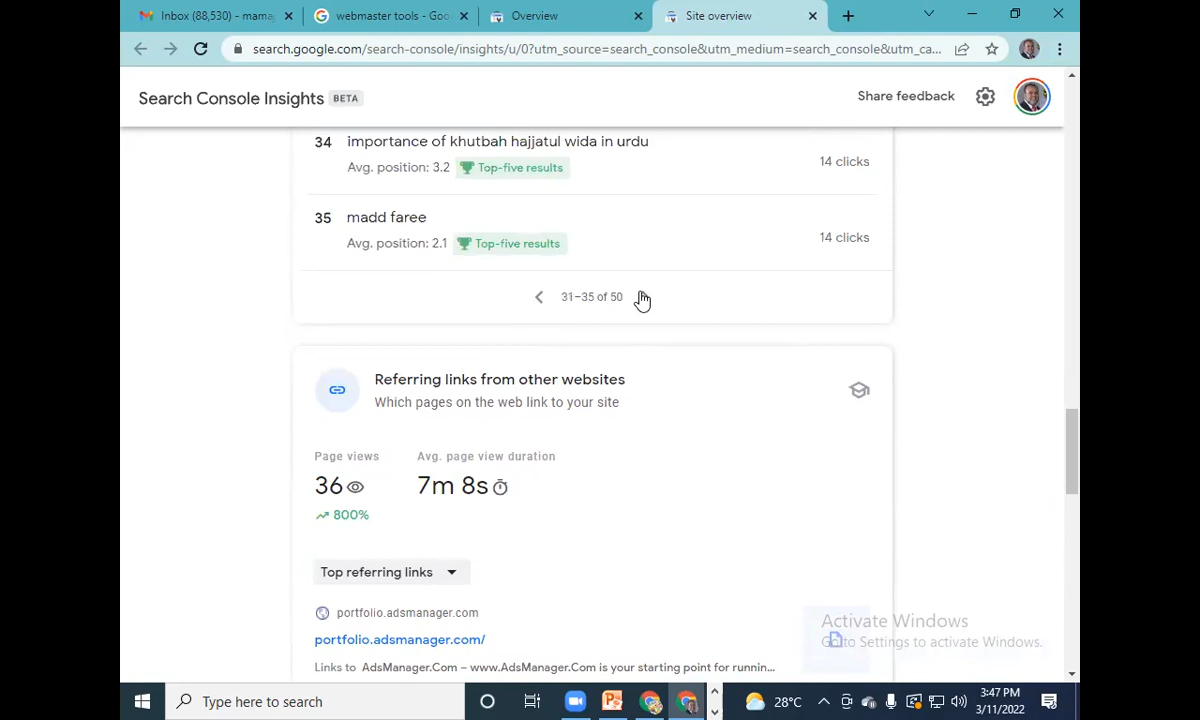 Inbox (88,530) - mama
webmaster tools - Goo
Overview
Site overview
search.google.com/search-console/insights/u/0?utm_source=search_console&utm_medium=search_console&utm_ca...
Search Console Insights BETA
Share feedback
34 importance of khutbah hajjatul wida in urdu
Avg. position: 3.2 Top-five results
14 clicks
35 madd faree
Avg. position: 2.1 Top-five results
14 clicks
31–35 of 50
Referring links from other websites
Which pages on the web link to your site
Page views Avg. page view duration
36 7m 8s
800%
Top referring links
portfolio.adsmanager.com
portfolio.adsmanager.com/
Links to AdsManager.Com – www.AdsManager.Com is your starting point for runnin...
Activate Windows
Go to Settings to activate Windows.
Type here to search
28°C
3:47 PM
3/11/2022